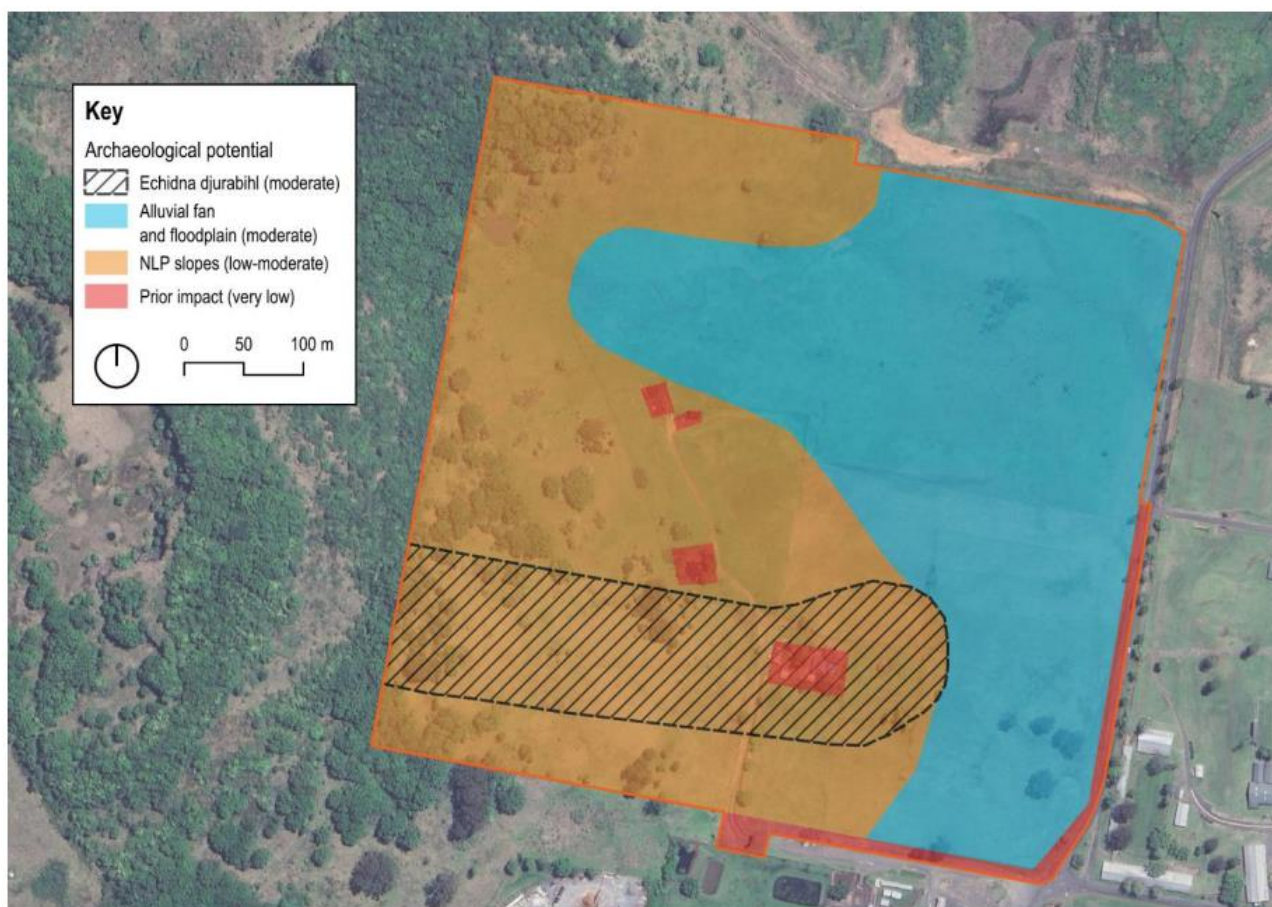 Key
Archaeological potential
Echidna djurabihl (moderate)
Alluvial fan
and floodplain (moderate)
NLP slopes (low-moderate)
Prior impact (very low)
0 50 100 m